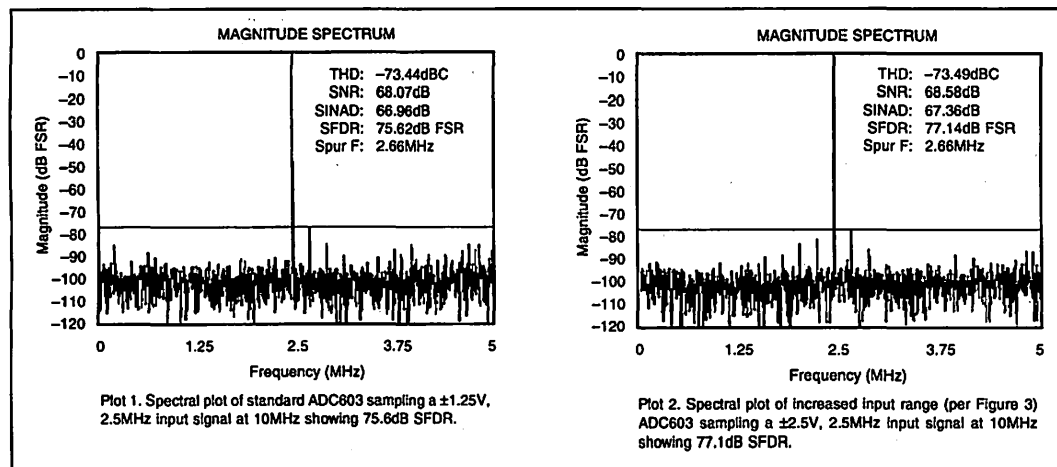 MAGNITUDE SPECTRUM
0
-10
-20
-30
-40
-50
-60
-70
-80
-90
-100
-110
-120
Magnitude (dB FSR)
THD: -73.44dBC
SNR: 68.07dB
SINAD: 66.96dB
SFDR: 75.62dB FSR
Spur F: 2.66MHz
0 1.25 2.5 3.75 5
Frequency (MHz)
Plot 1. Spectral plot of standard ADC603 sampling a ±1.25V,
2.5MHz input signal at 10MHz showing 75.6dB SFDR.
MAGNITUDE SPECTRUM
0
-10
-20
-30
-40
-50
-60
-70
-80
-90
-100
-110
-120
Magnitude (dB FSR)
THD: -73.49dBC
SNR: 68.58dB
SINAD: 67.36dB
SFDR: 77.14dB FSR
Spur F: 2.66MHz
0 1.25 2.5 3.75 5
Frequency (MHz)
Plot 2. Spectral plot of increased input range (per Figure 3)
ADC603 sampling a ±2.5V, 2.5MHz input signal at 10MHz
showing 77.1dB SFDR.